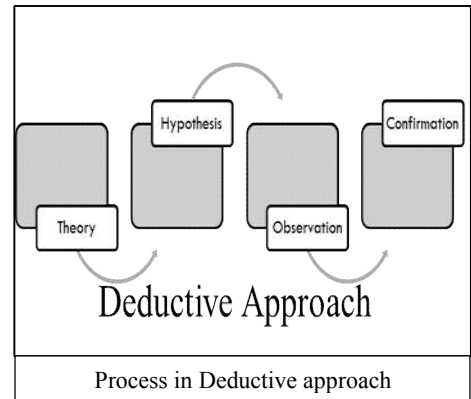 Theory
Hypothesis
Observation
Confirmation
Deductive Approach
Process in Deductive approach